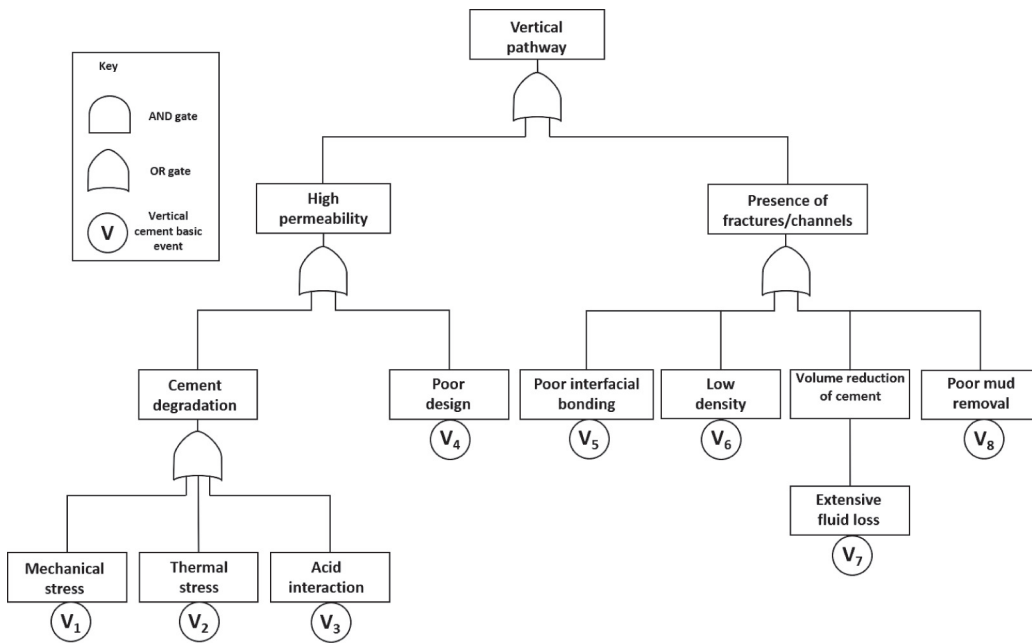 Vertical
pathway
Key
AND gate
OR gate
V
Vertical
cement basic
event
High
permeability
Presence of
fractures/channels
Cement
degradation
Poor
design
V4
Poor interfacial
bonding
V5
Low
density
V6
Volume reduction
of cement
Poor mud
removal
V8
Extensive
fluid loss
V7
Mechanical
stress
V1
Thermal
stress
V2
Acid
interaction
V3